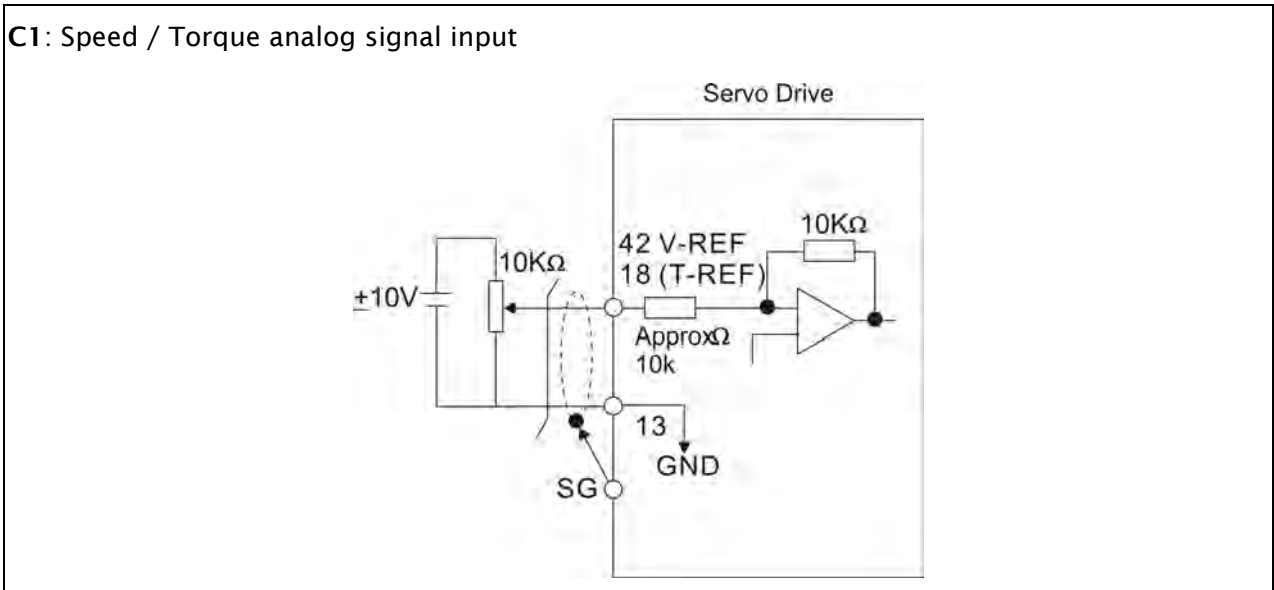 C1: Speed / Torque analog signal input
Servo Drive
10KΩ
42 V-REF
18 (T-REF)
10KΩ
+10V
ApproxΩ
10k
13
GND
SG